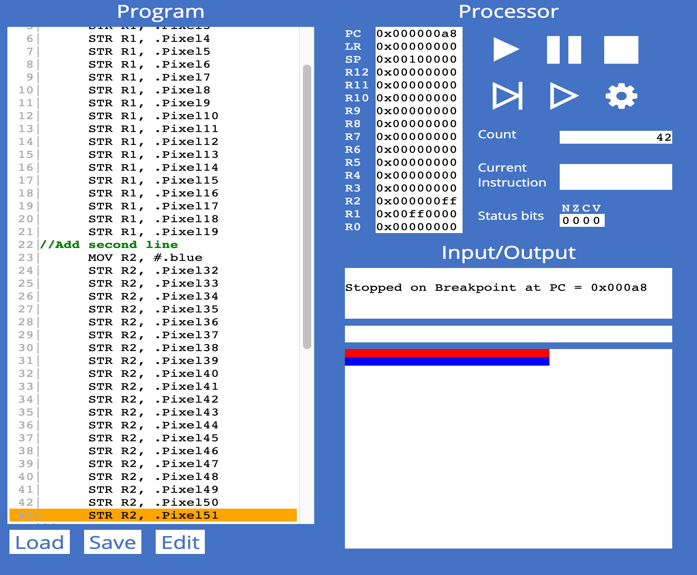 Program
STR R1, .Pixel3
6| STR R1, .Pixel4
7| STR R1, .Pixel5
8| STR R1, .Pixel6
9| STR R1, .Pixel7
10| STR R1, .Pixel8
11| STR R1, .Pixel9
12| STR R1, .Pixel10
13| STR R1, .Pixel11
14| STR R1, .Pixel12
15| STR R1, .Pixel13
16| STR R1, .Pixel14
17| STR R1, .Pixel15
18| STR R1, .Pixel16
19| STR R1, .Pixel17
20| STR R1, .Pixel18
21| STR R1, .Pixel19
22|//Add second line
23| MOV R2, #.blue
24| STR R2, .Pixel32
25| STR R2, .Pixel33
26| STR R2, .Pixel34
27| STR R2, .Pixel35
28| STR R2, .Pixel36
29| STR R2, .Pixel37
30| STR R2, .Pixel38
31| STR R2, .Pixel39
32| STR R2, .Pixel40
33| STR R2, .Pixel41
34| STR R2, .Pixel42
35| STR R2, .Pixel43
36| STR R2, .Pixel44
37| STR R2, .Pixel45
38| STR R2, .Pixel46
39| STR R2, .Pixel47
40| STR R2, .Pixel48
41| STR R2, .Pixel49
42| STR R2, .Pixel50
STR R2, .Pixel51
Load Save Edit
Processor
PC 0x000000a8
LR 0x00000000
SP 0x00100000
R12 0x00000000
R11 0x00000000
R10 0x00000000
R9 0x00000000
R8 0x00000000
R7 0x00000000
R6 0x00000000
R5 0x00000000
R4 0x00000000
R3 0x00000000
R2 0x000000ff
R1 0x00ff0000
R0 0x00000000
Count 42
Current
Instruction
N Z C V
Status bits 0 0 0 0
Input/Output
Stopped on Breakpoint at PC = 0x000a8